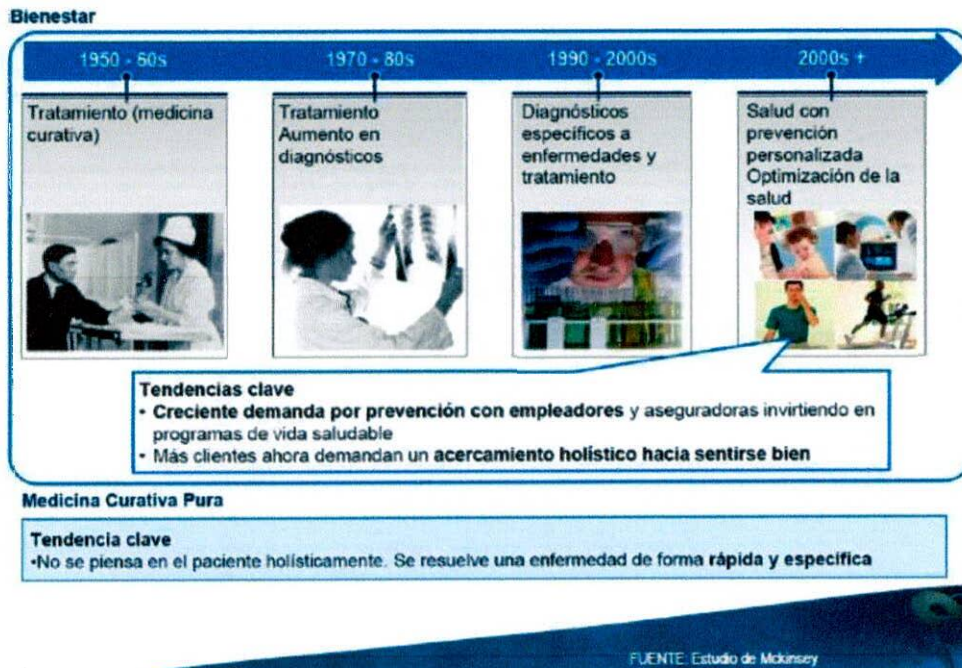 Bienestar
1950 - 60s
1970 - 80s
1990 - 2000s
2000s +
Tratamiento (medicina
curativa)
Tratamiento
Aumento en
diagnósticos
Diagnósticos
específicos a
enfermedades y
tratamiento
Salud con
prevención
personalizada
Optimización de la
salud
Tendencias clave
• Creciente demanda por prevención con empleadores y aseguradoras invirtiendo en
programas de vida saludable
• Más clientes ahora demandan un acercamiento holístico hacia sentirse bien
Medicina Curativa Pura
Tendencia clave
•No se piensa en el paciente holísticamente. Se resuelve una enfermedad de forma rápida y específica
FUENTE: Estudio de Mckinsey